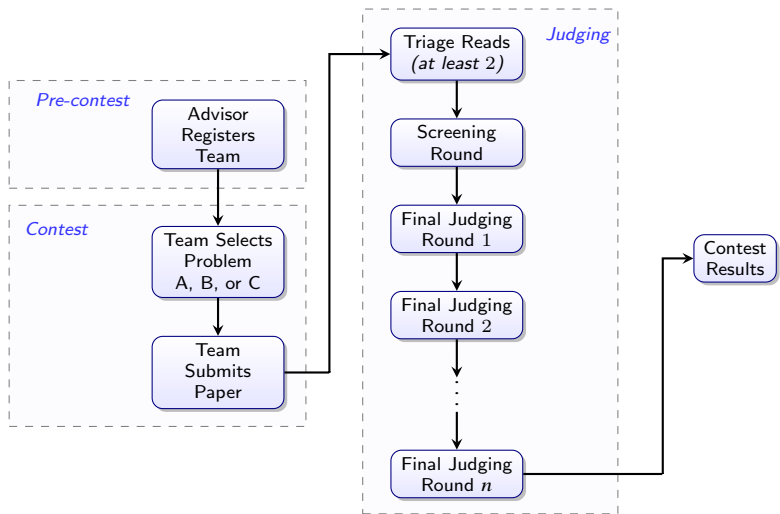 Pre-contest
Advisor
Registers
Team
Contest
Team Selects
Problem
A, B, or C
Team
Submits
Paper
Judging
Triage Reads
(at least 2)
Screening
Round
Final Judging
Round 1
Final Judging
Round 2
Final Judging
Round n
Contest
Results